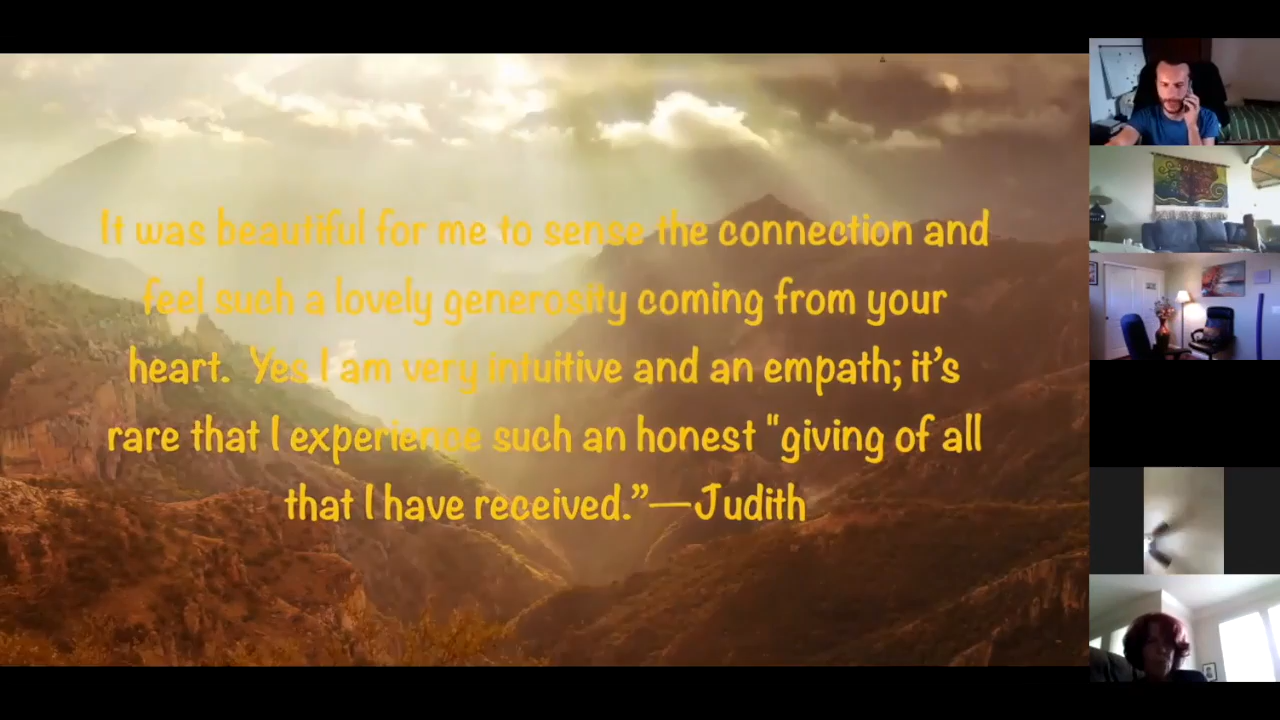 It was beautiful for me to sense the connection and
feel such a lovely generosity coming from your
heart.  Yes I am very intuitive and an empath; it’s
rare that I experience such an honest “giving of all
that I have received.”—Judith